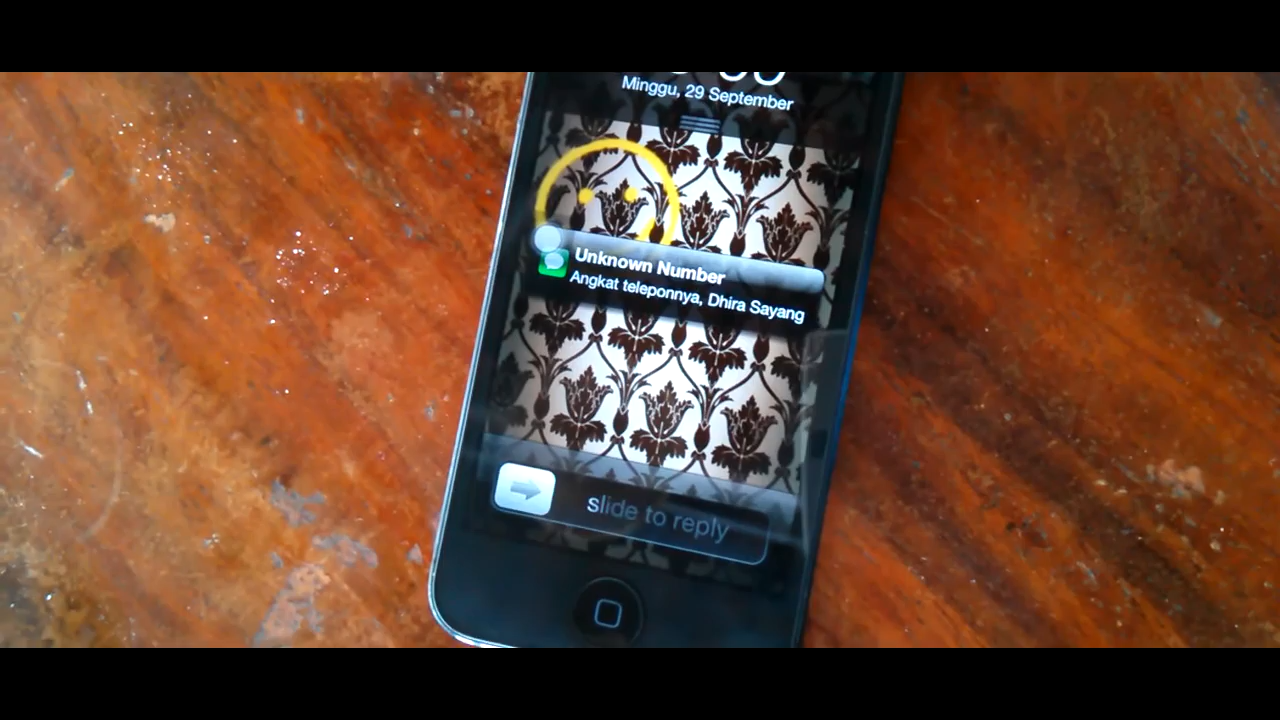 Minggu, 29 September
Unknown Number
Angkat teleponnya, Dhira Sayang
slide to reply